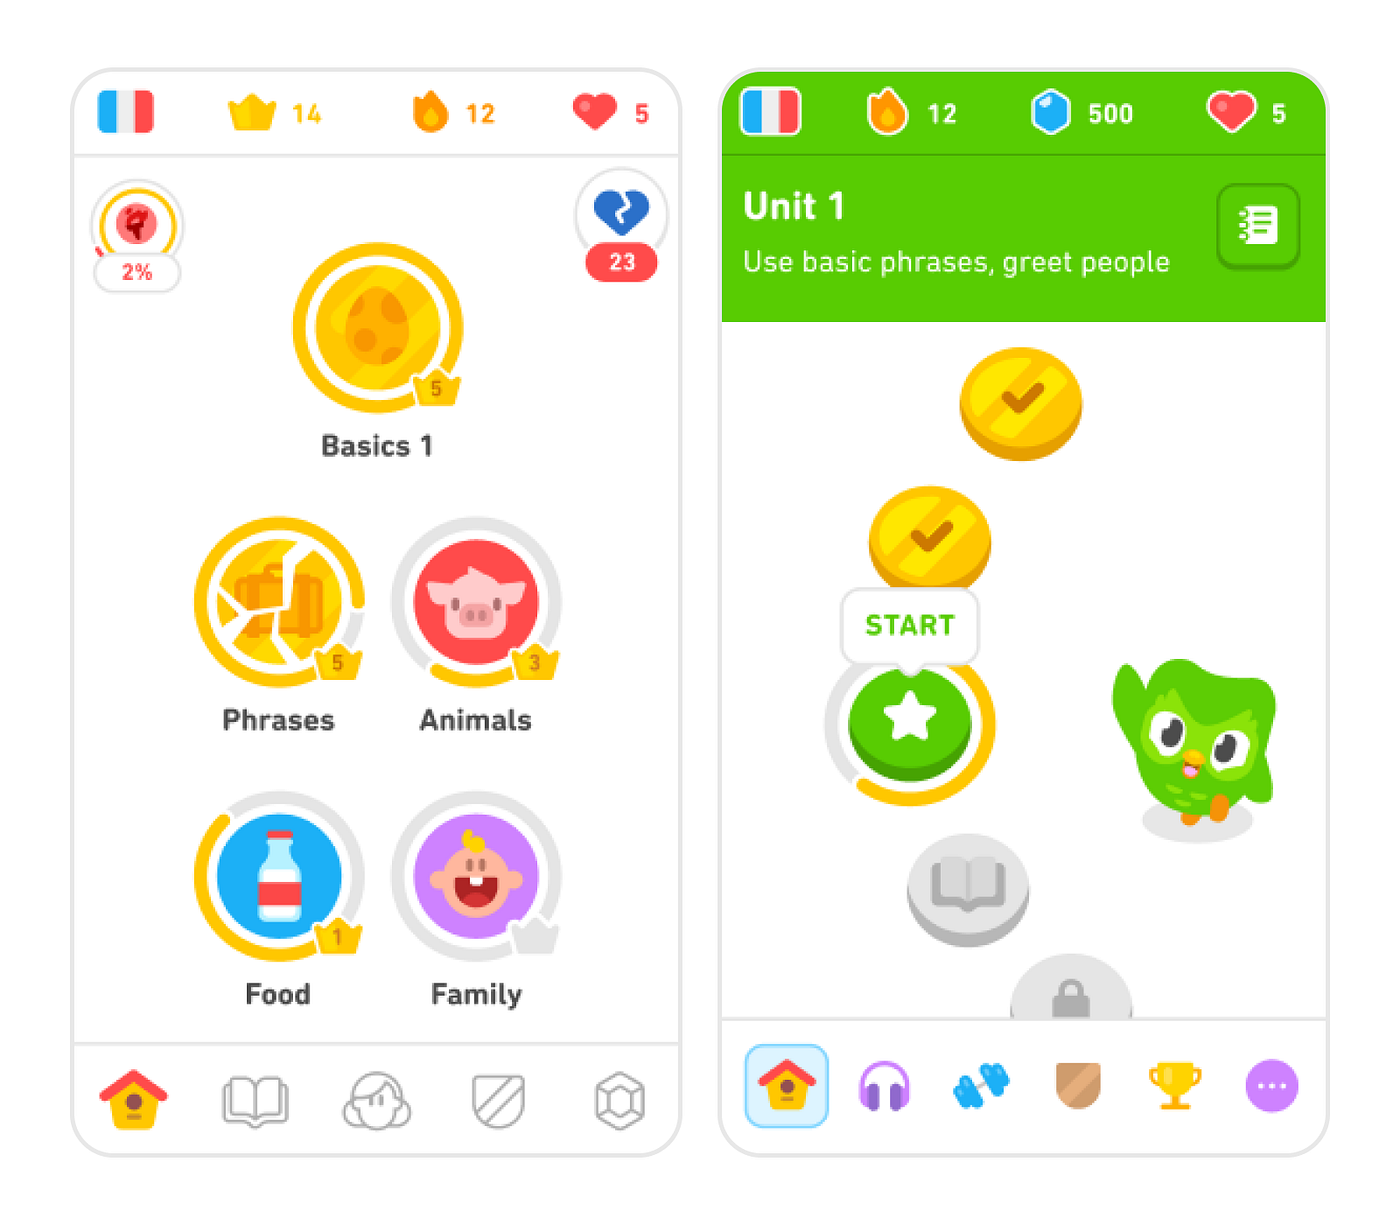 14 12 5
2%
23
5
Basics 1
5
3
Phrases Animals
1
Food Family
12 500 5
Unit 1
Use basic phrases, greet people
START